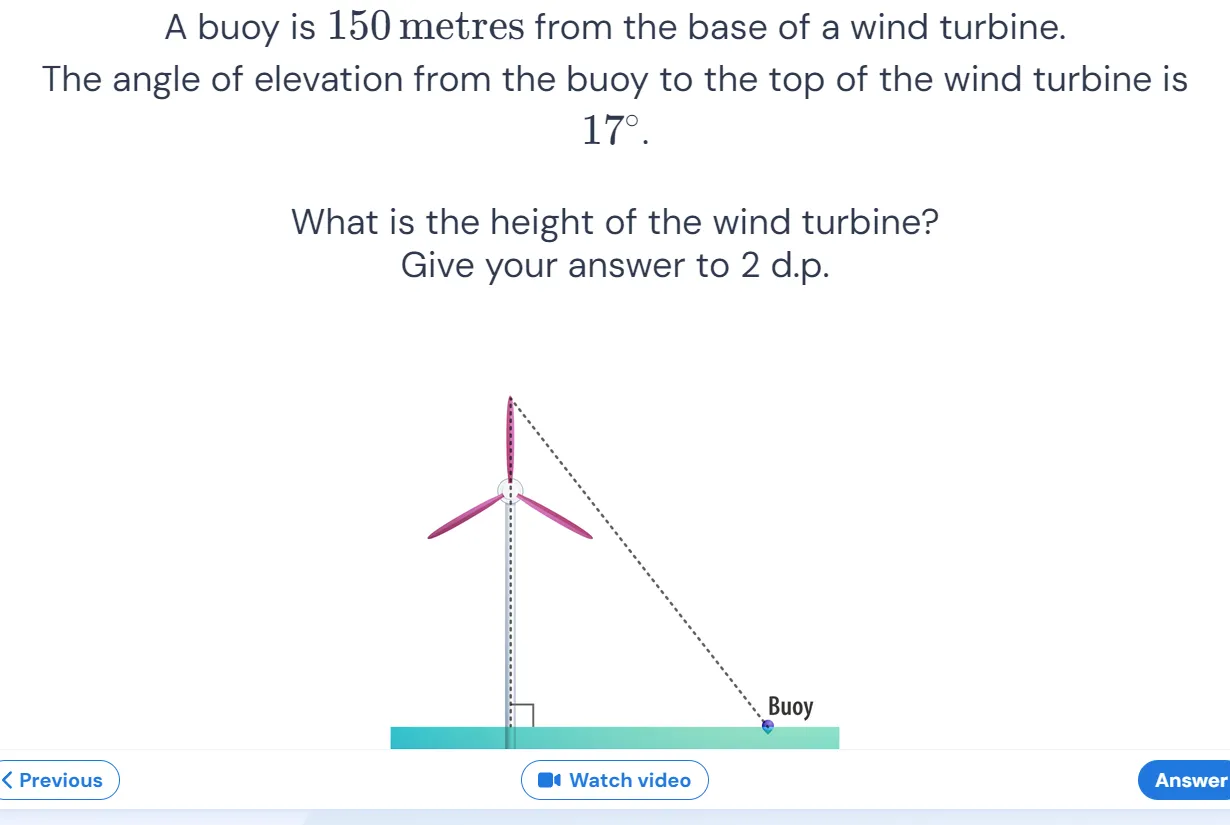 A buoy is 150 metres from the base of a wind turbine.
The angle of elevation from the buoy to the top of the wind turbine is
17°.
What is the height of the wind turbine?
Give your answer to 2 d.p.
Buoy
Previous
Watch video
Answer